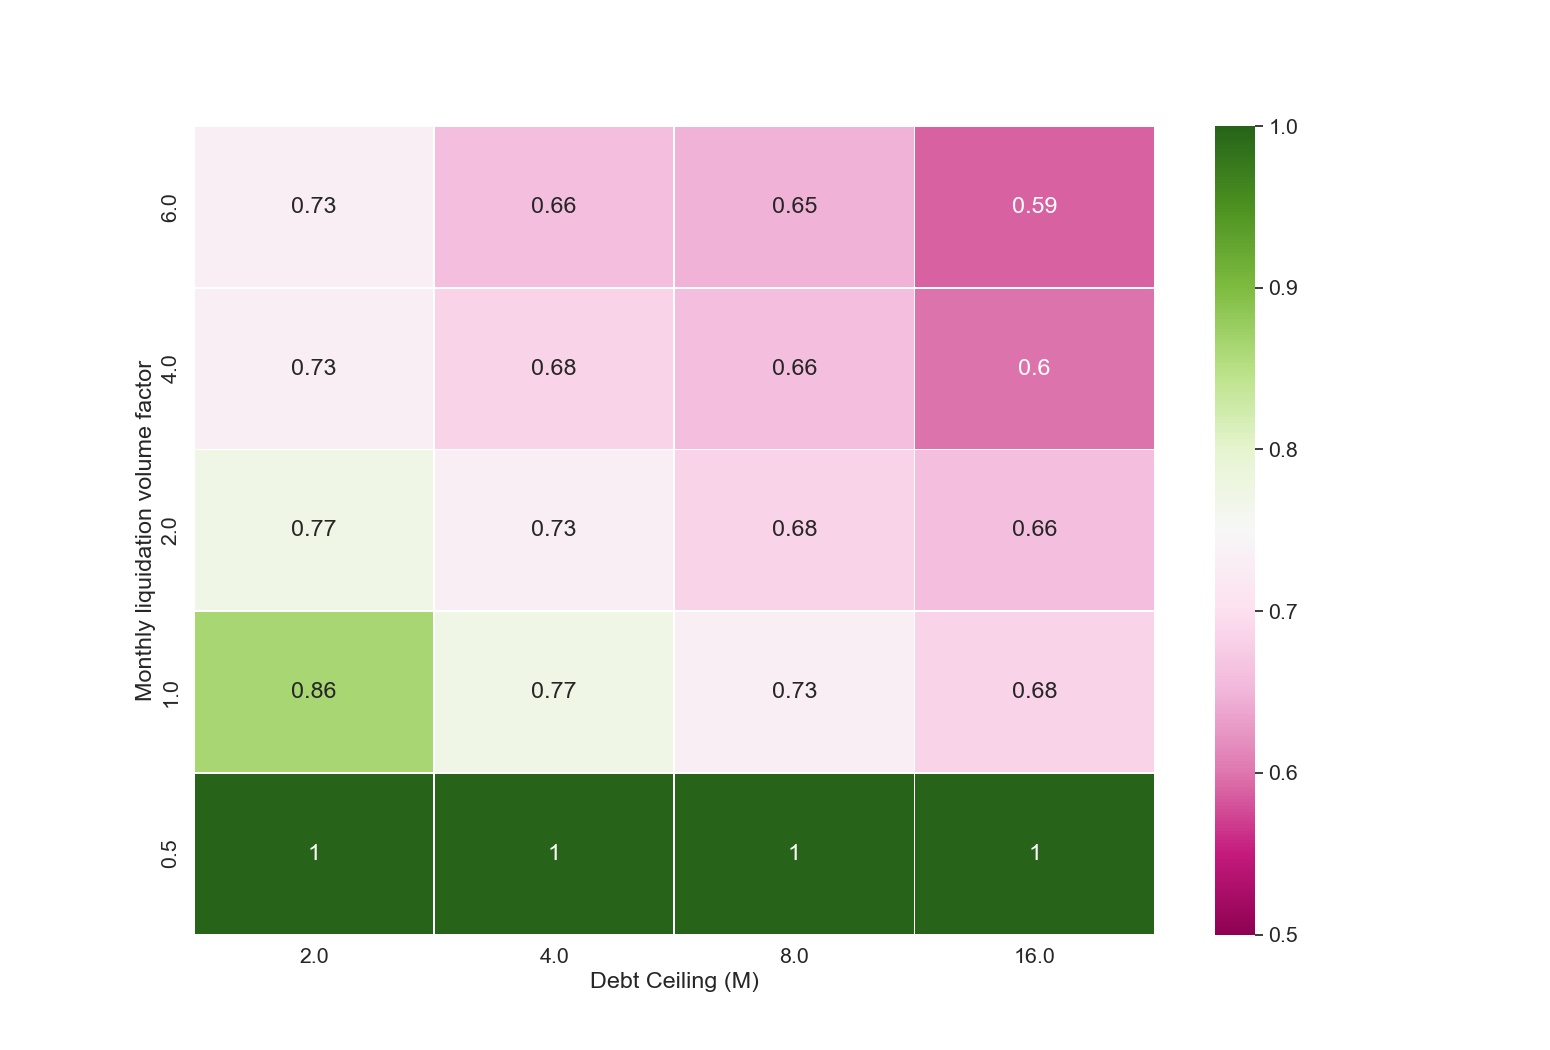 Monthly liquidation volume factor
6.0 0.73 0.66 0.65 0.59
4.0 0.73 0.68 0.66 0.6
2.0 0.77 0.73 0.68 0.66
1.0 0.86 0.77 0.73 0.68
0.5 1 1 1 1
2.0 4.0 8.0 16.0
Debt Ceiling (M)
1.0
0.9
0.8
0.7
0.6
0.5